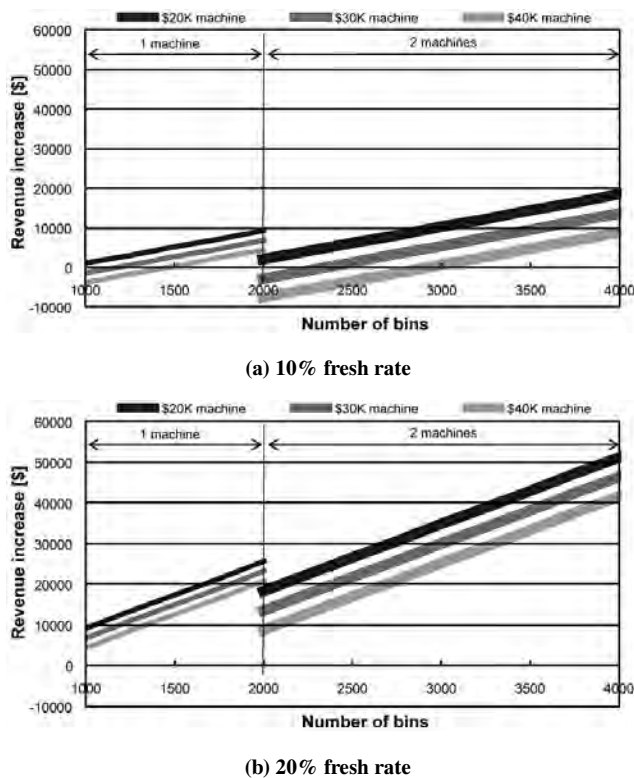 $20K machine $30K machine $40K machine
60000
1 machine 2 machines
50000
40000
30000
20000
10000
0
1000 1500 2000 2500 3000 3500 4000
-10000
Revenue increase [$]
Number of bins
(a) 10% fresh rate
$20K machine $30K machine $40K machine
60000
1 machine 2 machines
50000
40000
30000
20000
10000
0
1000 1500 2000 2500 3000 3500 4000
-10000
Revenue increase [$]
Number of bins
(b) 20% fresh rate